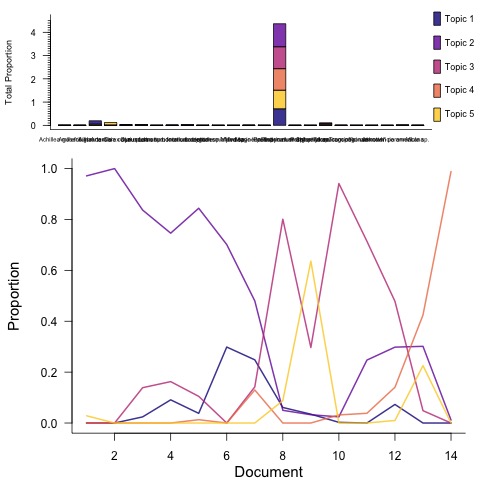 Total Proportion
4
3
2
1
0
Topic 1
Topic 2
Topic 3
Topic 4
Topic 5
Proportion
1.0
0.8
0.6
0.4
0.2
0.0
2 4 6 8 10 12 14
Document